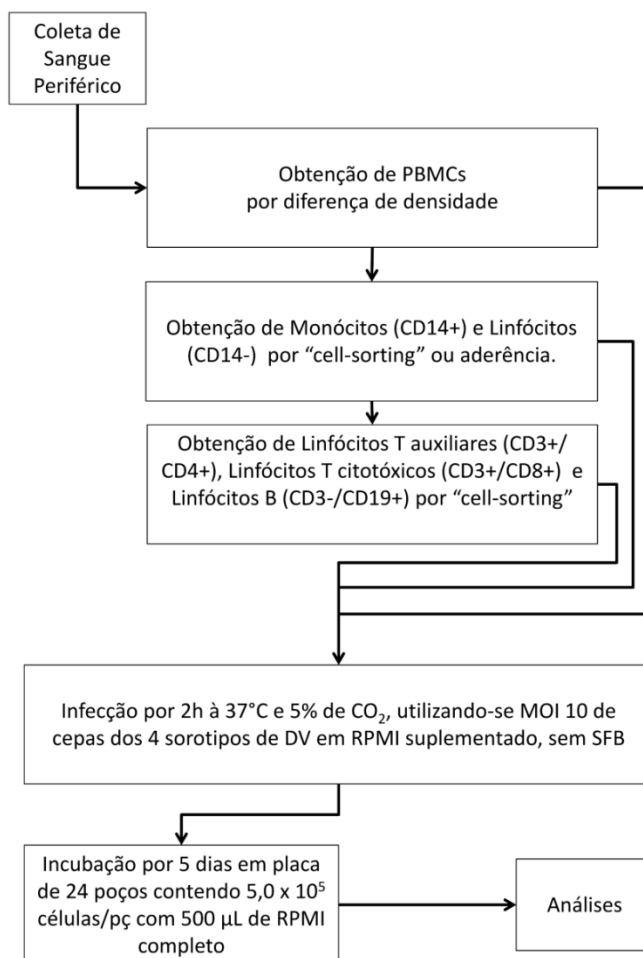 Coleta de
Sangue
Periférico
Obtenção de PBMCs
por diferença de densidade
Obtenção de Monócitos (CD14+) e Linfócitos
(CD14-) por “cell-sorting” ou aderência.
Obtenção de Linfócitos T auxiliares (CD3+/
CD4+), Linfócitos T citotóxicos (CD3+/CD8+) e
Linfócitos B (CD3-/CD19+) por “cell-sorting”
Infecção por 2h à 37°C e 5% de CO₂, utilizando-se MOI 10 de
cepas dos 4 sorotipos de DV em RPMI suplementado, sem SFB
Incubação por 5 dias em placa
de 24 poços contendo 5,0 x 10⁵
células/pç com 500 µL de RPMI
completo
Análises